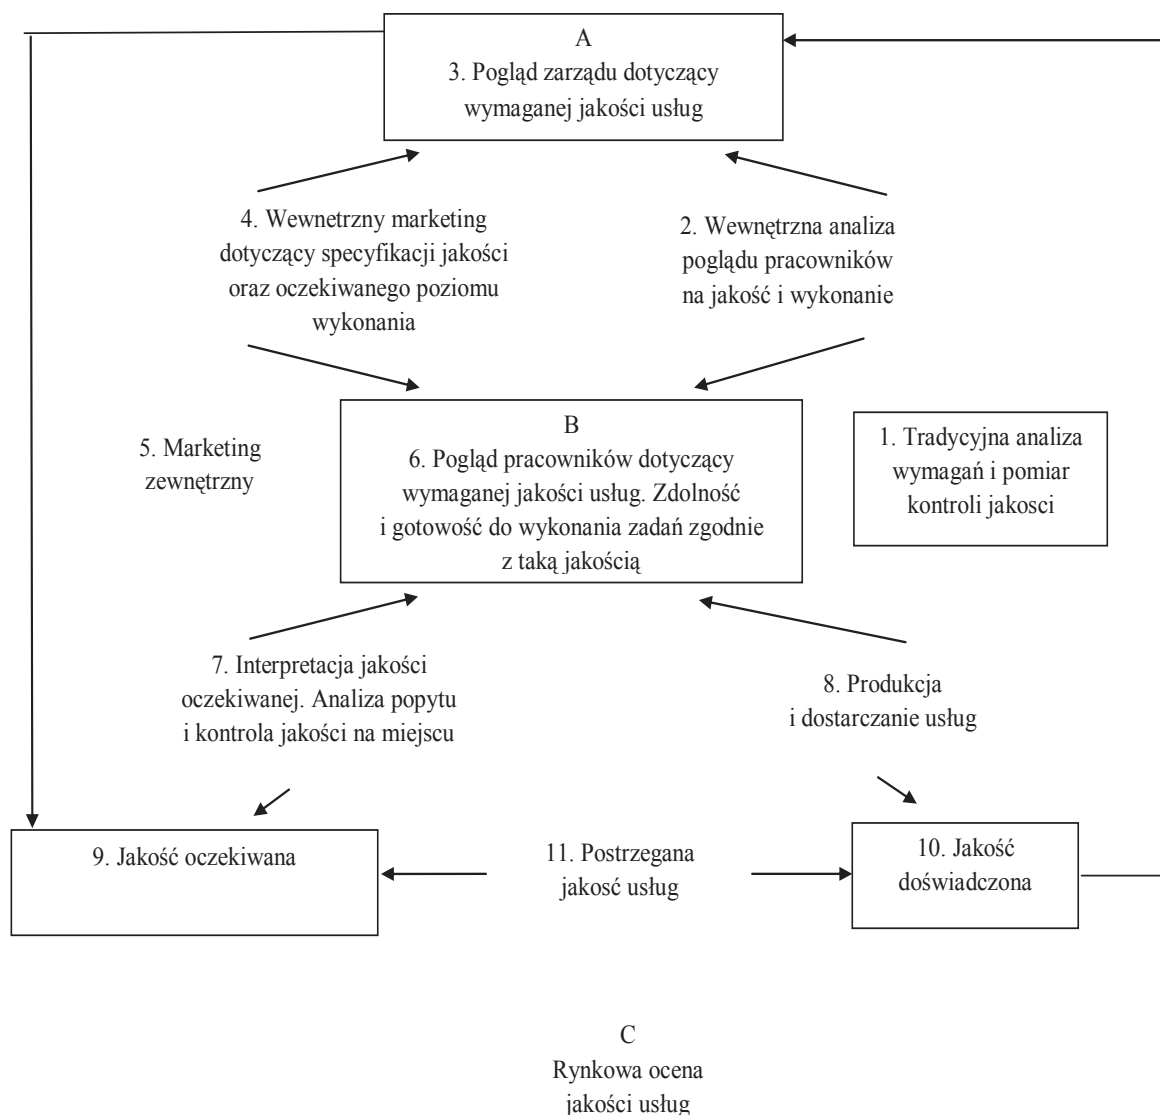 A
3. Pogląd zarządu dotyczący
wymaganej jakości usług
4. Wewnetrzny marketing
dotyczący specyfikacji jakości
oraz oczekiwanego poziomu
wykonania
2. Wewnętrzna analiza
poglądu pracowników
na jakość i wykonanie
5. Marketing
zewnętrzny
B
6. Pogląd pracowników dotyczący
wymaganej jakości usług. Zdolność
i gotowość do wykonania zadań zgodnie
z taką jakością
1. Tradycyjna analiza
wymagań i pomiar
kontroli jakosci
7. Interpretacja jakości
oczekiwanej. Analiza popytu
i kontrola jakości na miejscu
8. Produkcja
i dostarczanie usług
9. Jakość oczekiwana
11. Postrzegana
jakosć usług
10. Jakość
doświadczona
C
Rynkowa ocena
jakości usług